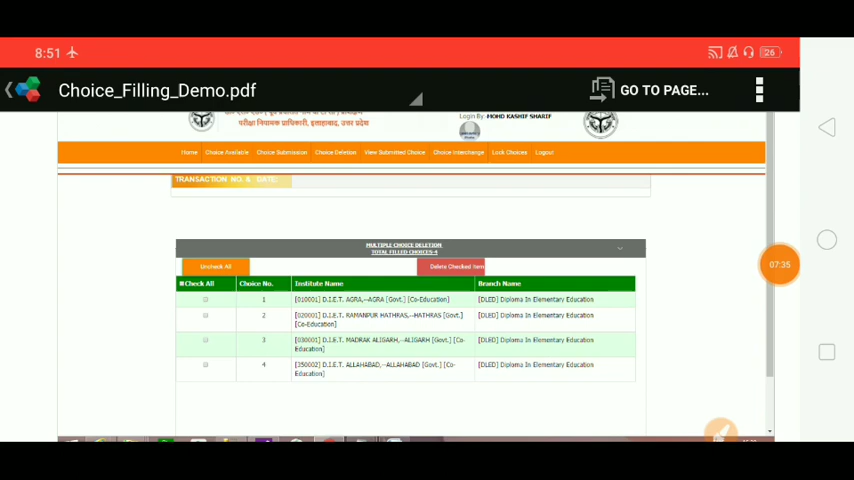 8:51
26
Choice_Filling_Demo.pdf
GO TO PAGE...
Login By-MOHD KASHIF SHARIF
परीक्षा नियामक प्राधिकारी, इलाहाबाद, उत्तर प्रदेश
Home Choice Available Choice Submission Choice Deletion View Submitted Choice Choice Interchange Lock Choices Logout
TRANSACTION NO. & DATE:
07:35
MULTIPLE CHOICE DELETION
TOTAL FILLED CHOICES-4
Uncheck All Delete Checked Item
Check All Choice No. Institute Name Branch Name
1 [010001] D.I.E.T. AGRA,--AGRA [Govt.] [Co-Education] [DLED] Diploma In Elementary Education
2 [020001] D.I.E.T. RAMANPUR HATHRAS,--HATHRAS [Govt.] [DLED] Diploma In Elementary Education
[Co-Education]
3 [030001] D.I.E.T. MADRAK ALIGARH,--ALIGARH [Govt.] [Co- [DLED] Diploma In Elementary Education
Education]
4 [350002] D.I.E.T. ALLAHABAD,--ALLAHABAD [Govt.] [Co- [DLED] Diploma In Elementary Education
Education]